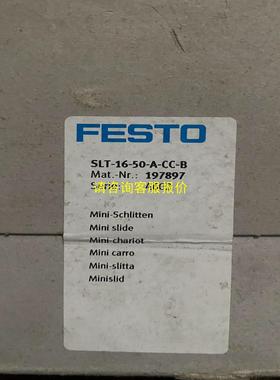 FESTO
SLT-16-50-A-CC-B
Mat.-Nr.: 197897
请咨询客服报价
Mini-Schlitten
Mini slide
Mini-chariot
Mini carro
Mini-slitta
Minislid